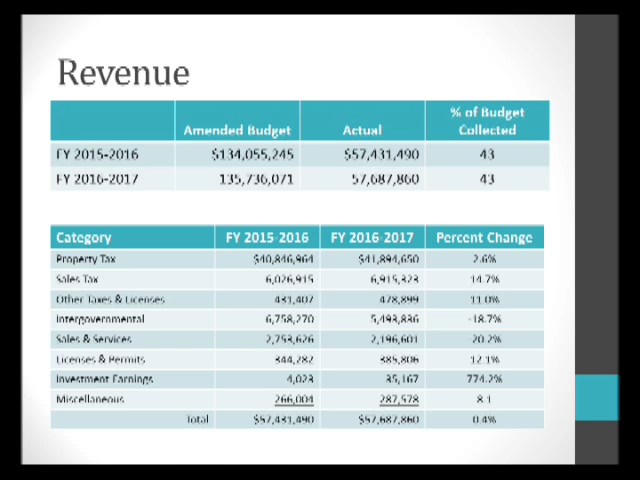 Revenue
Amended Budget Actual % of Budget Collected
FY 2015-2016 $134,055,245 $57,431,490 43
FY 2016-2017 135,736,071 57,687,860 43
Category FY 2015-2016 FY 2016-2017 Percent Change
Property Tax $40,846,964 $41,894,650 2.6%
Sales Tax 6,026,915 6,915,323 14.7%
Other Taxes & Licenses 431,407 478,899 11.0%
Intergovernmental 6,758,270 5,493,836 -18.7%
Sales & Services 2,753,626 2,196,601 -20.2%
Licenses & Permits 344,282 385,806 12.1%
Investment Earnings 4,023 35,167 774.2%
Miscellaneous 266,004 287,578 8.1
Total $57,431,490 $57,687,860 0.4%